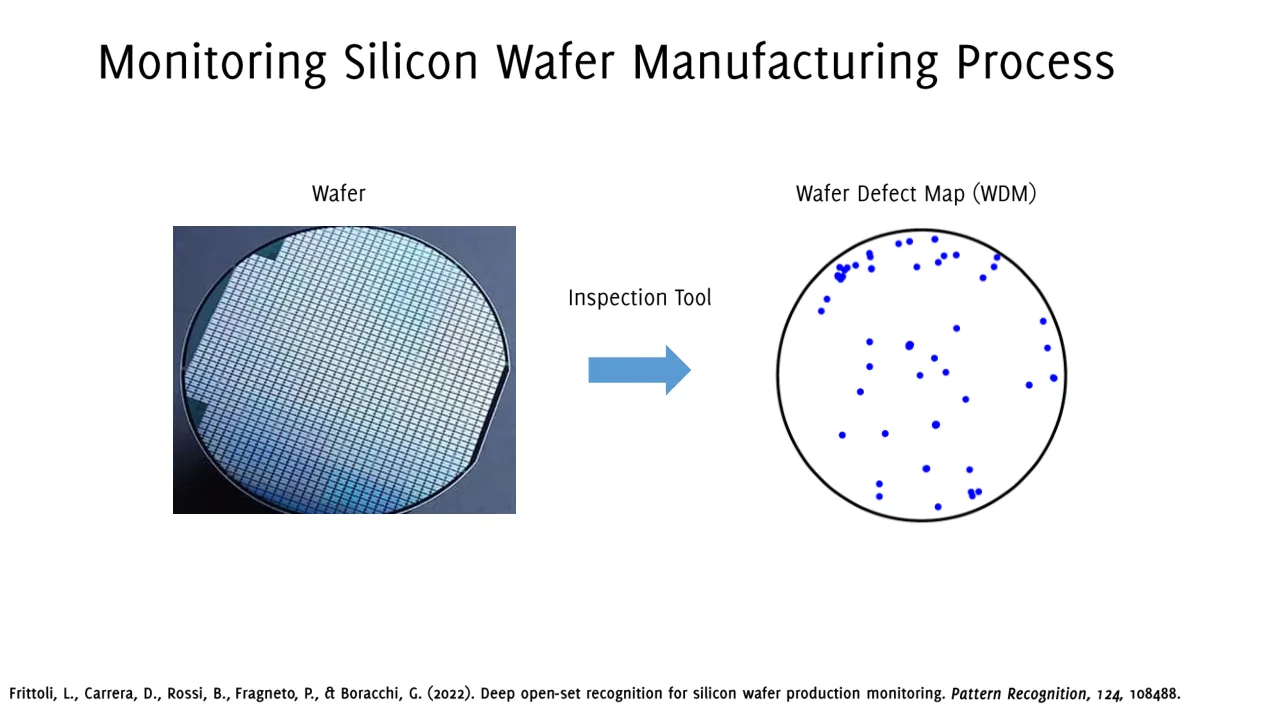 Monitoring Silicon Wafer Manufacturing Process
Wafer
Wafer Defect Map (WDM)
Inspection Tool
Frittoli, L., Carrera, D., Rossi, B., Fragneto, P., & Boracchi, G. (2022). Deep open-set recognition for silicon wafer production monitoring. Pattern Recognition, 124, 108488.